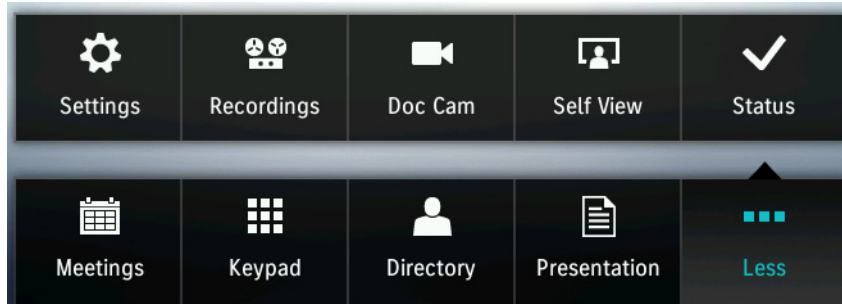 Settings Recordings Doc Cam Self View Status
Meetings Keypad Directory Presentation Less